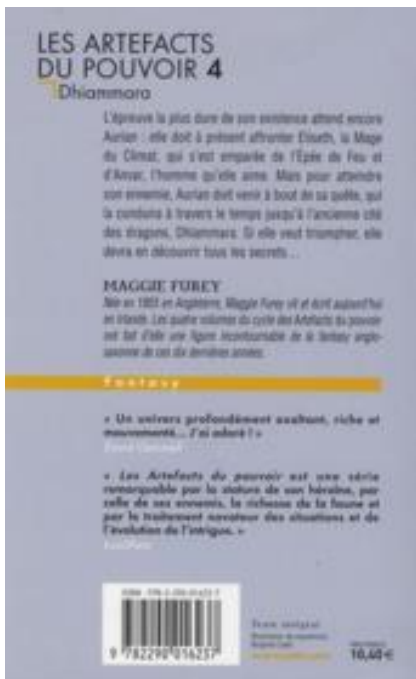 LES ARTEFACTS
DU POUVOIR 4
Dhiammara
L'épreuve la plus dure de son existence attend encore
Aurian : elle doit à présent affronter Eliseth, la Mage
du Climat, qui s'est emparée de l'Épée de Feu et
d'Anvar, l'homme qu'elle aime. Mais pour atteindre
son ennemie, Aurian doit venir à bout de sa quête, qui
la conduira à travers le temps jusqu'à l'ancienne cité
des dragons, Dhiammara. Si elle veut triompher, elle
devra en découvrir tous les secrets...
MAGGIE FUREY
Née en 1955 en Angleterre, Maggie Furey vit et écrit aujourd'hui
en Irlande. Les quatre volumes du cycle des Artefacts du pouvoir
ont fait d'elle une figure incontournable de la fantasy anglo-
saxonne de ces dix dernières années.
Fantasy
« Un univers profondément exaltant, riche et
mouvementé... J'ai adoré ! »
« Les Artefacts du pouvoir est une série
remarquable par la stature de son héroïne, par
celle de ses ennemis, la richesse de la faune et
par le traitement novateur des situations et de
l'évolution de l'intrigue. »
Texte intégral
9 782290 016237
10,40 €